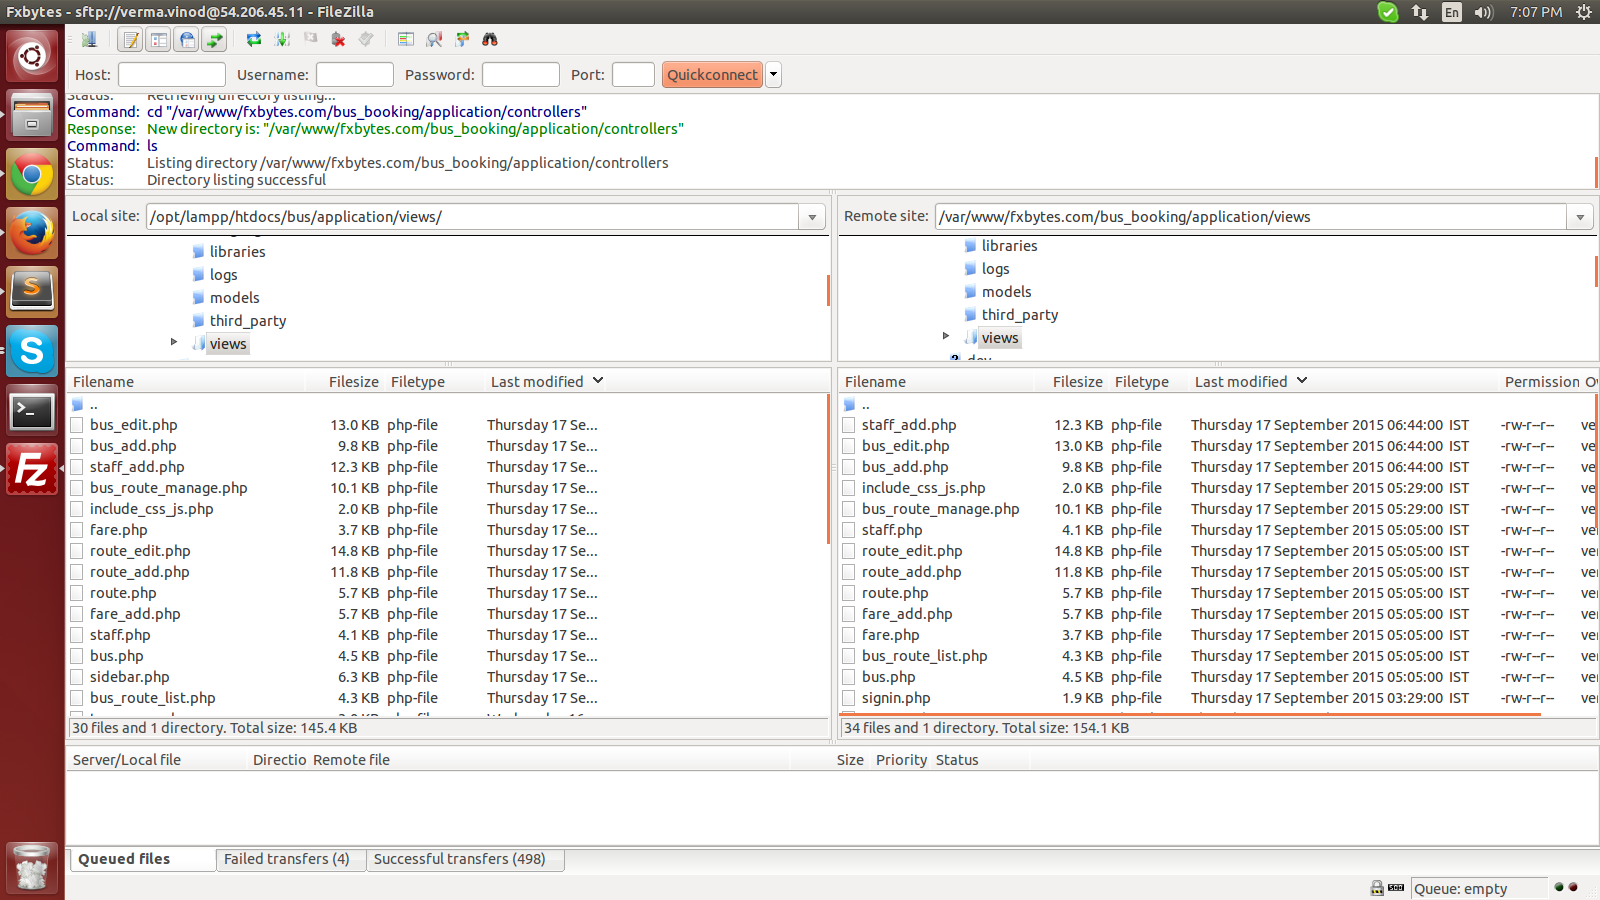 Fxbytes - sftp://verma.vinod@54.206.45.11 - FileZilla
En
7:07 PM
Host:
Username:
Password:
Port:
Quickconnect
Status: Retrieving directory listing...
Command: cd "/var/www/fxbytes.com/bus_booking/application/controllers"
Response: New directory is: "/var/www/fxbytes.com/bus_booking/application/controllers"
Command: ls
Status: Listing directory /var/www/fxbytes.com/bus_booking/application/controllers
Status: Directory listing successful
Local site: /opt/lampp/htdocs/bus/application/views/
libraries
logs
models
third_party
views
Remote site: /var/www/fxbytes.com/bus_booking/application/views
libraries
logs
models
third_party
views
dev
Filename Filesize Filetype Last modified
..
bus_edit.php 13.0 KB php-file Thursday 17 Se...
bus_add.php 9.8 KB php-file Thursday 17 Se...
staff_add.php 12.3 KB php-file Thursday 17 Se...
bus_route_manage.php 10.1 KB php-file Thursday 17 Se...
include_css_js.php 2.0 KB php-file Thursday 17 Se...
fare.php 3.7 KB php-file Thursday 17 Se...
route_edit.php 14.8 KB php-file Thursday 17 Se...
route_add.php 11.8 KB php-file Thursday 17 Se...
route.php 5.7 KB php-file Thursday 17 Se...
fare_add.php 5.7 KB php-file Thursday 17 Se...
staff.php 4.1 KB php-file Thursday 17 Se...
bus.php 4.5 KB php-file Thursday 17 Se...
sidebar.php 6.3 KB php-file Thursday 17 Se...
bus_route_list.php 4.3 KB php-file Thursday 17 Se...
30 files and 1 directory. Total size: 145.4 KB
Filename Filesize Filetype Last modified Permission Ov
..
staff_add.php 12.3 KB php-file Thursday 17 September 2015 06:44:00 IST -rw-r--r-- ve
bus_edit.php 13.0 KB php-file Thursday 17 September 2015 06:44:00 IST -rw-r--r-- ve
bus_add.php 9.8 KB php-file Thursday 17 September 2015 06:44:00 IST -rw-r--r-- ve
include_css_js.php 2.0 KB php-file Thursday 17 September 2015 05:29:00 IST -rw-r--r-- ve
bus_route_manage.php 10.1 KB php-file Thursday 17 September 2015 05:29:00 IST -rw-r--r-- ve
staff.php 4.1 KB php-file Thursday 17 September 2015 05:05:00 IST -rw-r--r-- ve
route_edit.php 14.8 KB php-file Thursday 17 September 2015 05:05:00 IST -rw-r--r-- ve
route_add.php 11.8 KB php-file Thursday 17 September 2015 05:05:00 IST -rw-r--r-- ve
route.php 5.7 KB php-file Thursday 17 September 2015 05:05:00 IST -rw-r--r-- ve
fare_add.php 5.7 KB php-file Thursday 17 September 2015 05:05:00 IST -rw-r--r-- ve
fare.php 3.7 KB php-file Thursday 17 September 2015 05:05:00 IST -rw-r--r-- ve
bus_route_list.php 4.3 KB php-file Thursday 17 September 2015 05:05:00 IST -rw-r--r-- ve
bus.php 4.5 KB php-file Thursday 17 September 2015 05:05:00 IST -rw-r--r-- ve
signin.php 1.9 KB php-file Thursday 17 September 2015 03:29:00 IST -rw-r--r-- ve
34 files and 1 directory. Total size: 154.1 KB
Server/Local file Directio Remote file Size Priority Status
Queued files
Failed transfers (4)
Successful transfers (498)
Queue: empty